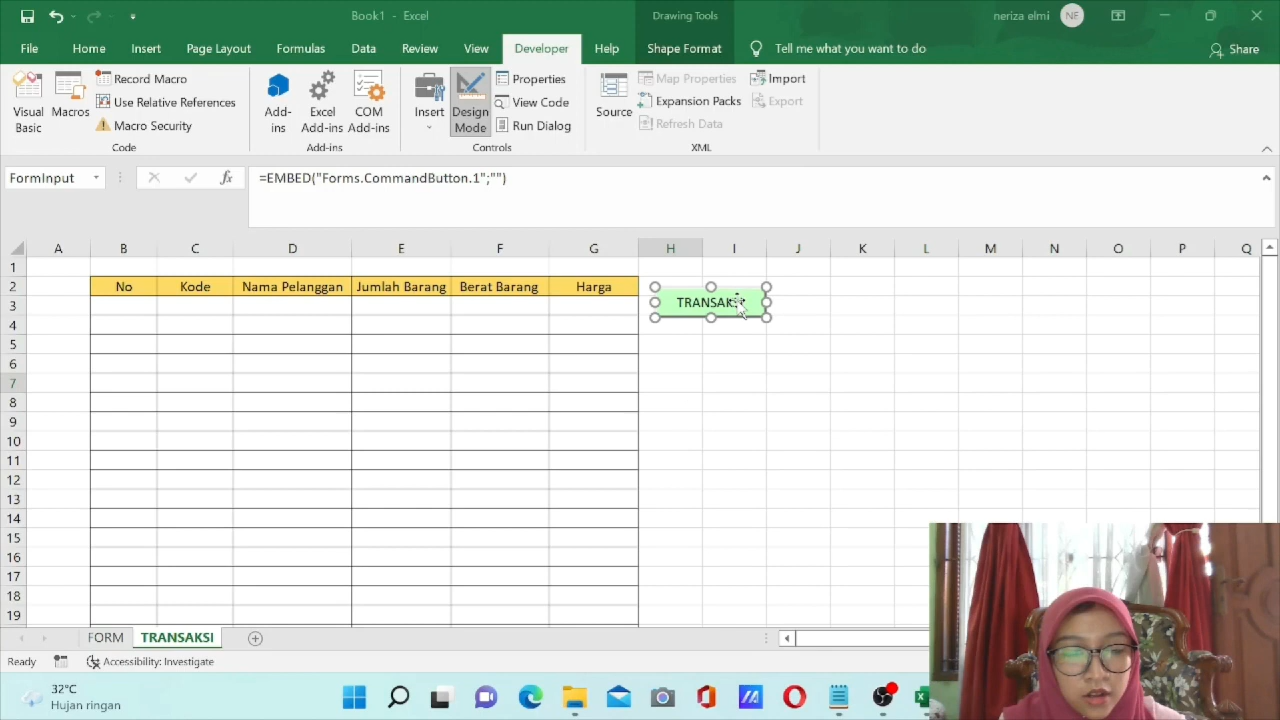 Book1 - Excel
Drawing Tools
neriza elmi
NE
File
Home
Insert
Page Layout
Formulas
Data
Review
View
Developer
Help
Shape Format
Tell me what you want to do
Share
Visual Basic
Macros
Record Macro
Use Relative References
Macro Security
Code
Add-ins
Excel Add-ins
COM Add-ins
Add-ins
Insert
Design Mode
Properties
View Code
Run Dialog
Controls
Source
Map Properties
Expansion Packs
Refresh Data
Import
Export
XML
FormInput
fx
=EMBED("Forms.CommandButton.1";"")
A B C D E F G H I J K L M N O P Q
1
2 No Kode Nama Pelanggan Jumlah Barang Berat Barang Harga
TRANSAKSI
3
4
5
6
7
8
9
10
11
12
13
14
15
16
17
18
19
FORM
TRANSAKSI
Ready
Accessibility: Investigate
32°C
Hujan ringan